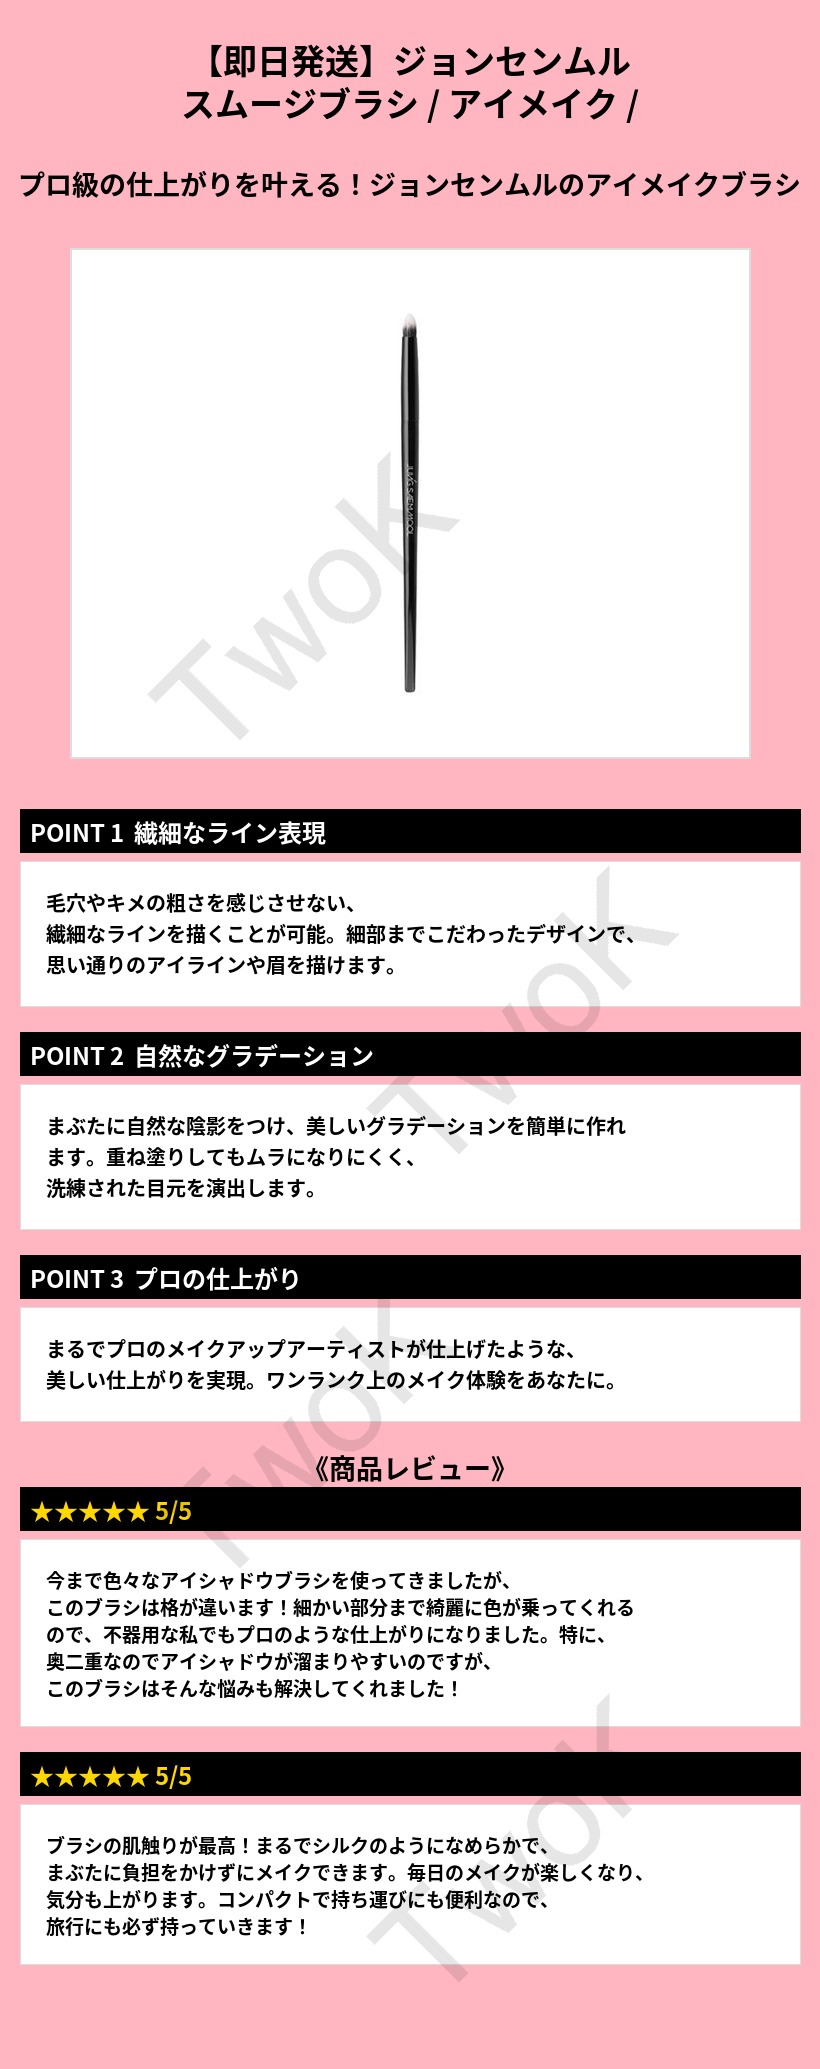 【即日発送】ジョンセンムル
スムージブラシ / アイメイク /
プロ級の仕上がりを叶える！ジョンセンムルのアイメイクブラシ
JUNG SAEM MOOL
TwoK
POINT 1 繊細なライン表現
毛穴やキメの粗さを感じさせない、
繊細なラインを描くことが可能。細部までこだわったデザインで、
思い通りのアイラインや眉を描けます。
TwoK
POINT 2 自然なグラデーション
まぶたに自然な陰影をつけ、美しいグラデーションを簡単に作れ
ます。重ね塗りしてもムラになりにくく、
洗練された目元を演出します。
POINT 3 プロの仕上がり
まるでプロのメイクアップアーティストが仕上げたような、
美しい仕上がりを実現。ワンランク上のメイク体験をあなたに。
TwoK
《商品レビュー》
★★★★★ 5/5
今まで色々なアイシャドウブラシを使ってきましたが、
このブラシは格が違います！細かい部分まで綺麗に色が乗ってくれる
ので、不器用な私でもプロのような仕上がりになりました。特に、
奥二重なのでアイシャドウが溜まりやすいのですが、
このブラシはそんな悩みも解決してくれました！
★★★★★ 5/5
TwoK
ブラシの肌触りが最高！まるでシルクのようになめらかで、
まぶたに負担をかけずにメイクできます。毎日のメイクが楽しくなり、
気分も上がります。コンパクトで持ち運びにも便利なので、
旅行にも必ず持っていきます！